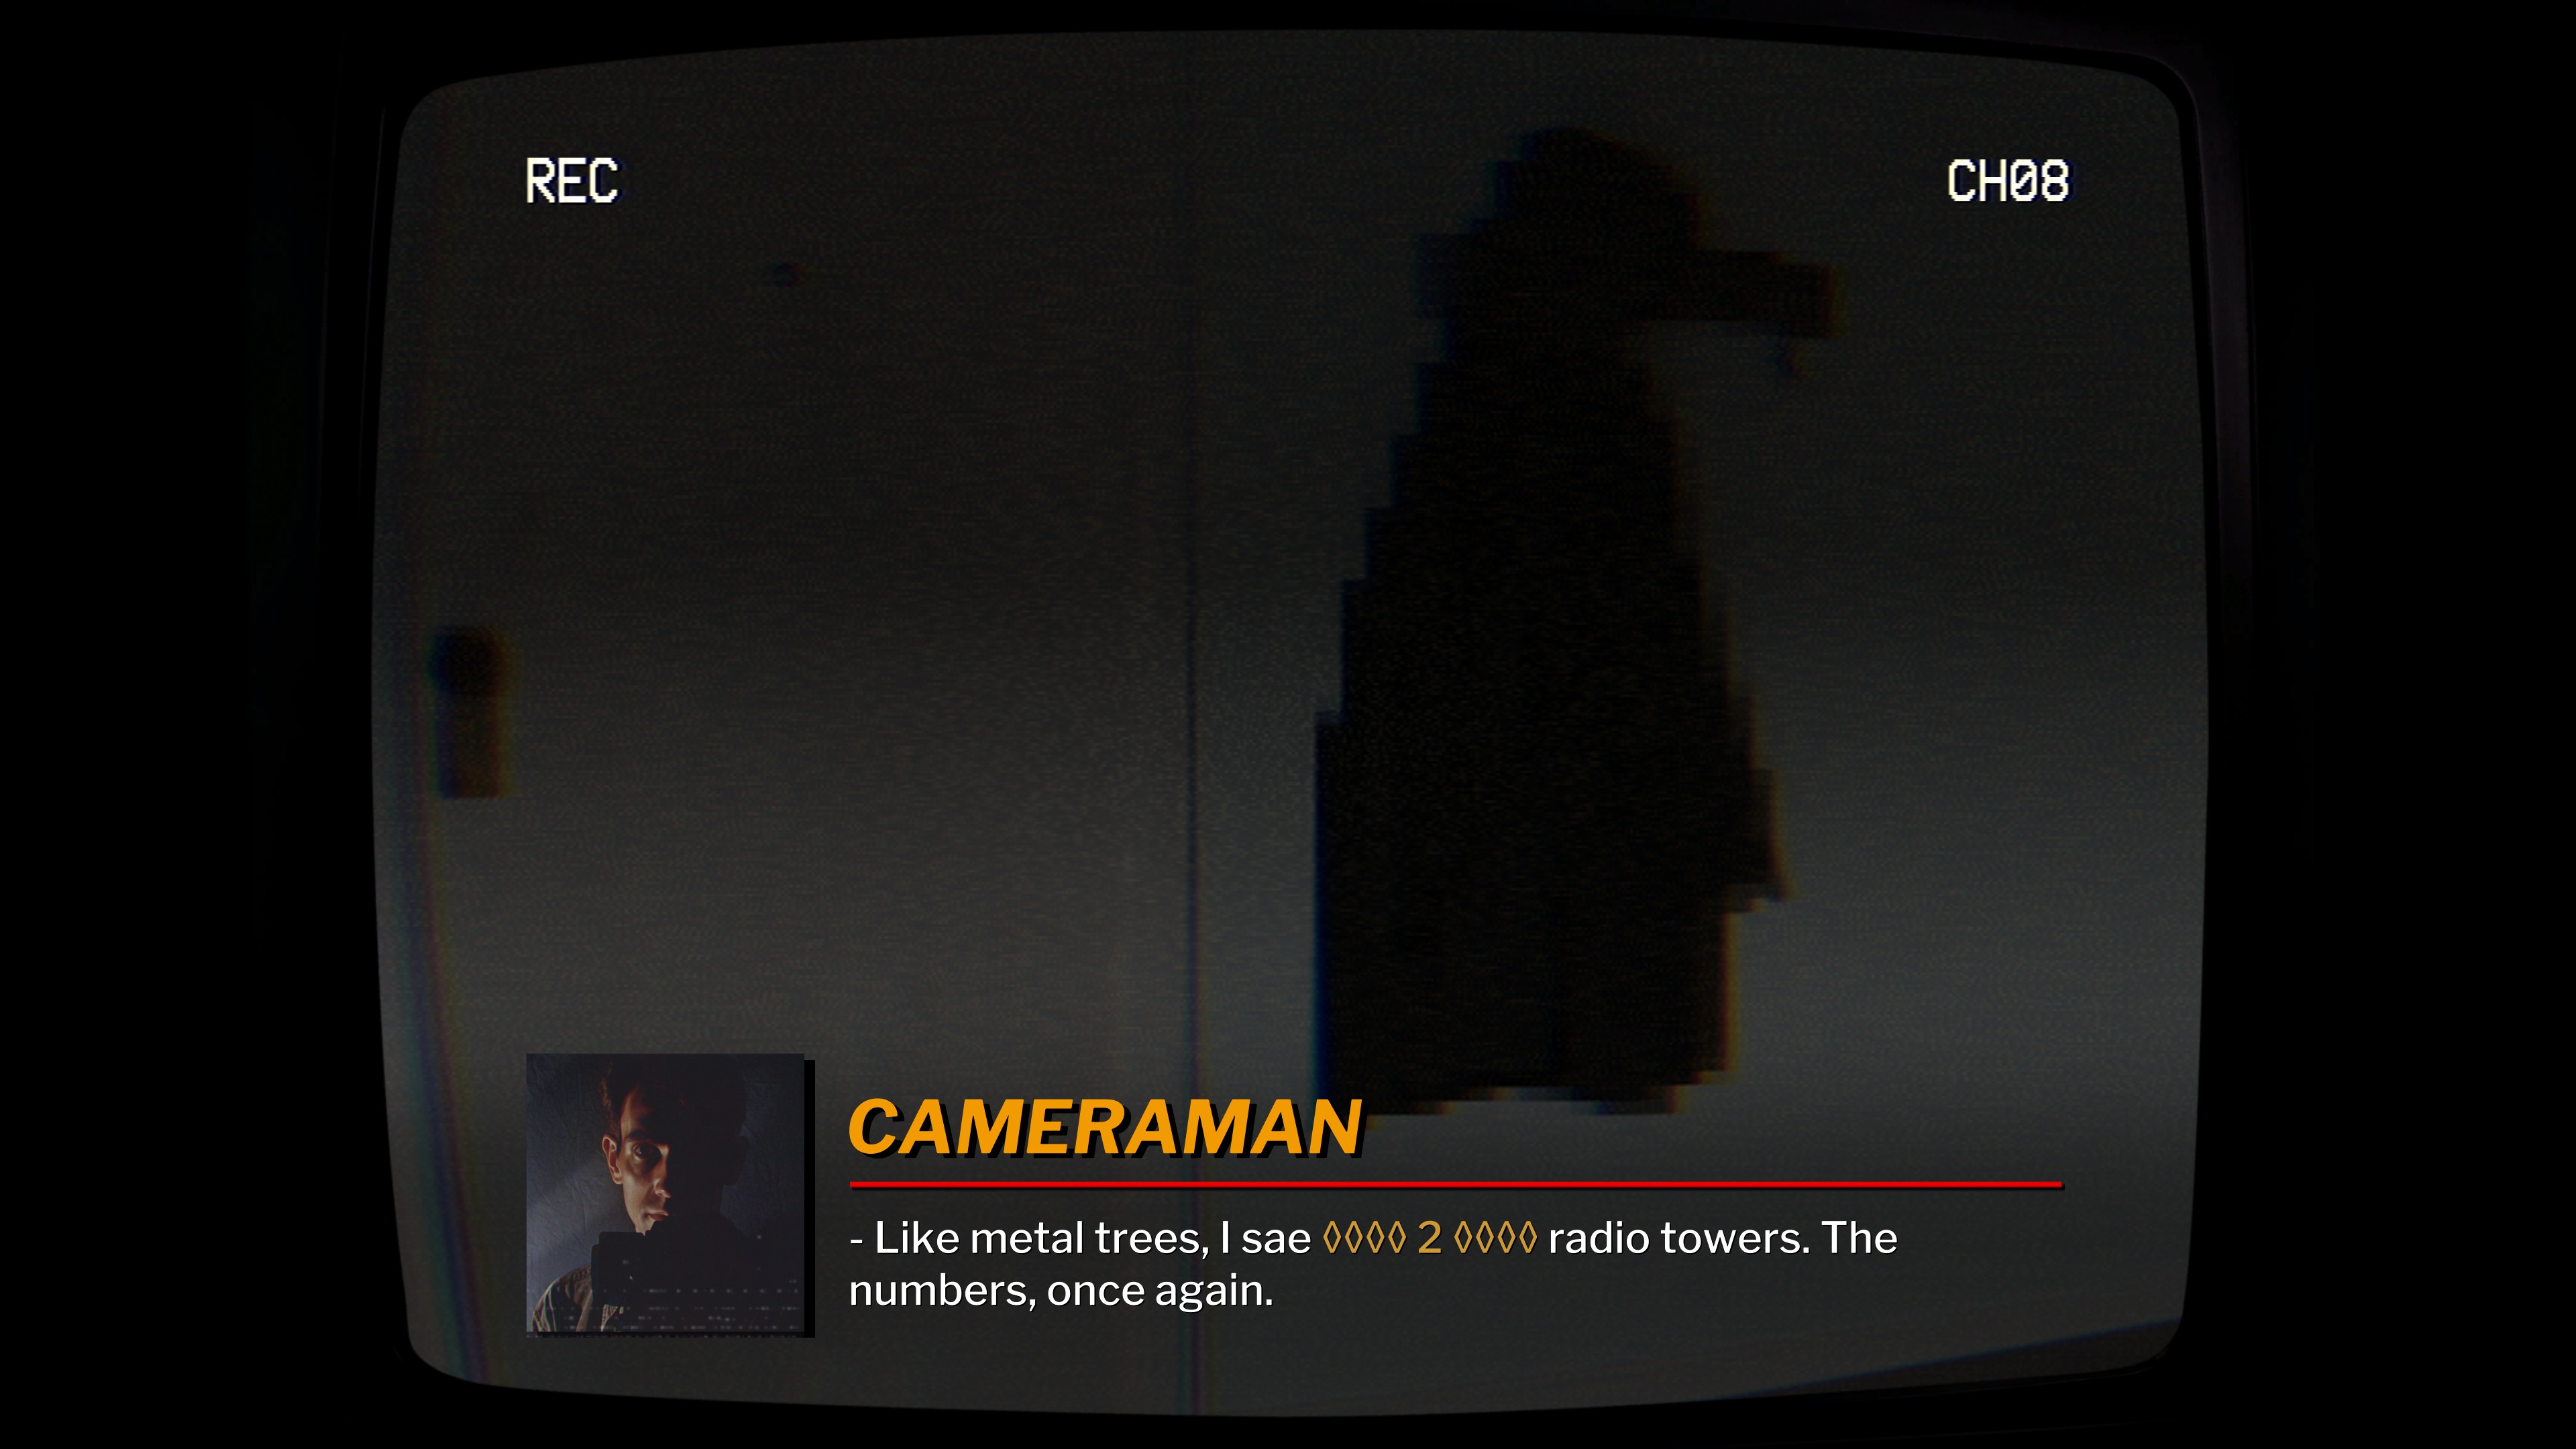 REC
CH08
CAMERAMAN
- Like metal trees, I sae ◊◊◊◊ 2 ◊◊◊◊ radio towers. The
numbers, once again.